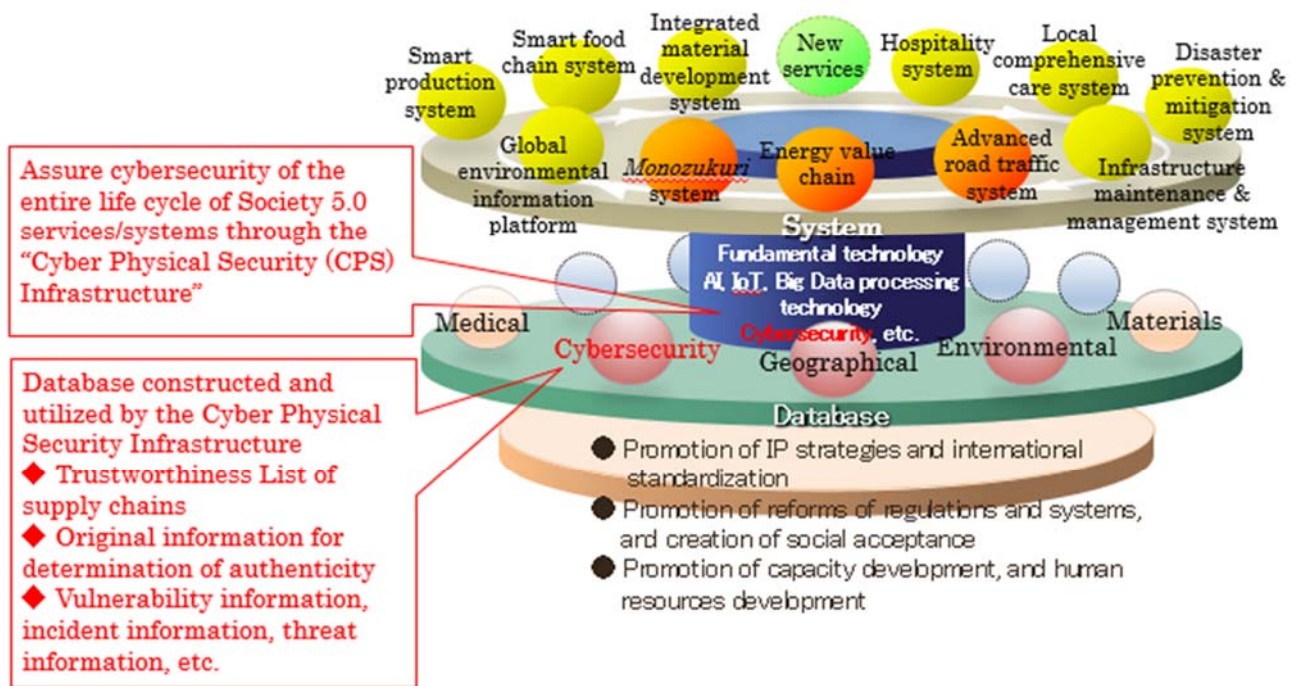 Smart
production
system
Smart food
chain system
Integrated
material
development
system
New
services
Hospitality
system
Local
comprehensive
care system
Disaster
prevention &
mitigation
system
Global
environmental
information
platform
Monozukuri
system
Energy value
chain
Advanced
road traffic
system
Infrastructure
maintenance &
management system
System
Assure cybersecurity of the
entire life cycle of Society 5.0
services/systems through the
“Cyber Physical Security (CPS)
Infrastructure”
Fundamental technology
AI, IoT, Big Data processing
technology
Cybersecurity, etc.
Medical
Cybersecurity
Geographical
Environmental
Materials
Database
Database constructed and
utilized by the Cyber Physical
Security Infrastructure
◆ Trustworthiness List of
supply chains
◆ Original information for
determination of authenticity
◆ Vulnerability information,
incident information, threat
information, etc.
● Promotion of IP strategies and international
standardization
● Promotion of reforms of regulations and systems,
and creation of social acceptance
● Promotion of capacity development, and human
resources development